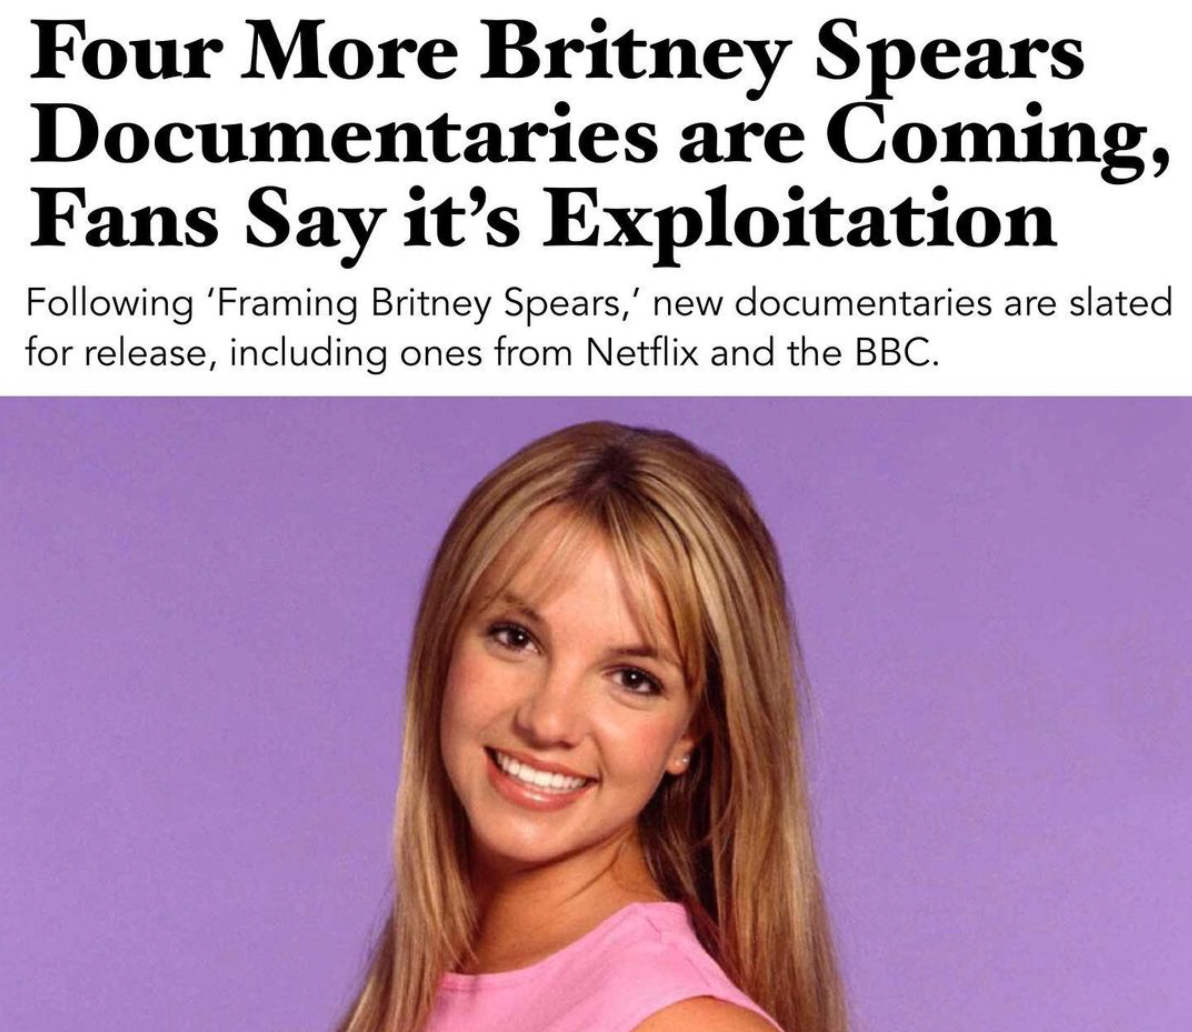 Four More Britney Spears
Documentaries are Coming,
Fans Say it’s Exploitation
Following ‘Framing Britney Spears,’ new documentaries are slated
for release, including ones from Netflix and the BBC.